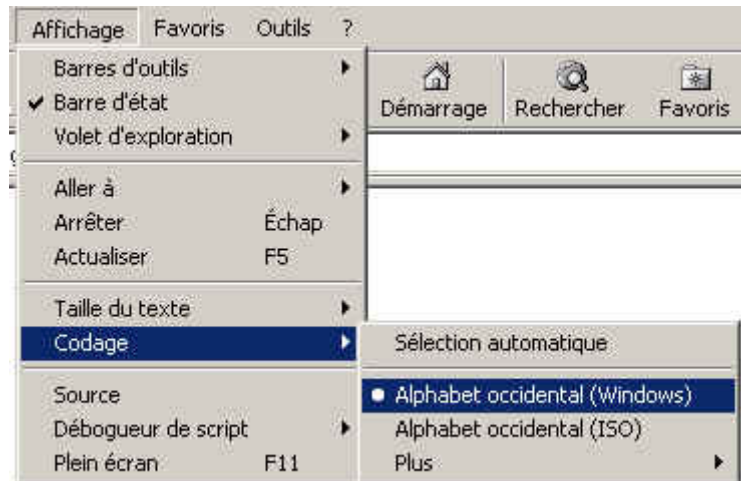 Affichage Favoris Outils ?
Barres d'outils
Barre d'état
Volet d'exploration
Démarrage Rechercher Favoris
Aller à
Arrêter Échap
Actualiser F5
Taille du texte
Codage
Sélection automatique
Source
Alphabet occidental (Windows)
Débogueur de script
Alphabet occidental (ISO)
Plein écran F11
Plus